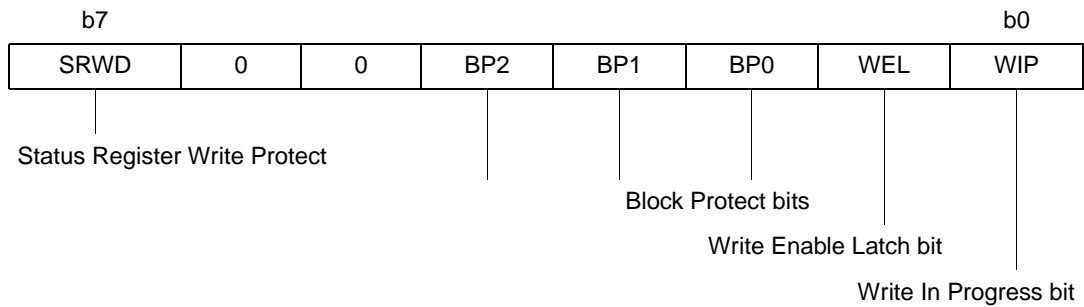 b7 b0
SRWD 0 0 BP2 BP1 BP0 WEL WIP
Status Register Write Protect
Block Protect bits
Write Enable Latch bit
Write In Progress bit